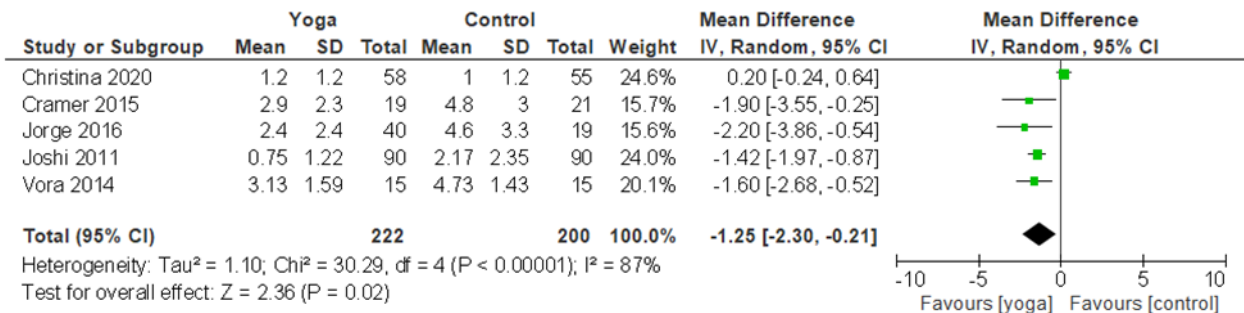 Yoga Control Mean Difference Mean Difference
Study or Subgroup Mean SD Total Mean SD Total Weight IV, Random, 95% CI IV, Random, 95% CI
Christina 2020 1.2 1.2 58 1 1.2 55 24.6% 0.20 [-0.24, 0.64]
Cramer 2015 2.9 2.3 19 4.8 3 21 15.7% -1.90 [-3.55, -0.25]
Jorge 2016 2.4 2.4 40 4.6 3.3 19 15.6% -2.20 [-3.86, -0.54]
Joshi 2011 0.75 1.22 90 2.17 2.35 90 24.0% -1.42 [-1.97, -0.87]
Vora 2014 3.13 1.59 15 4.73 1.43 15 20.1% -1.60 [-2.68, -0.52]
Total (95% CI) 222 200 100.0% -1.25 [-2.30, -0.21]
Heterogeneity: Tau² = 1.10; Chi² = 30.29, df = 4 (P < 0.00001); I² = 87%
Test for overall effect: Z = 2.36 (P = 0.02)
-10 -5 0 5 10
Favours [yoga] Favours [control]